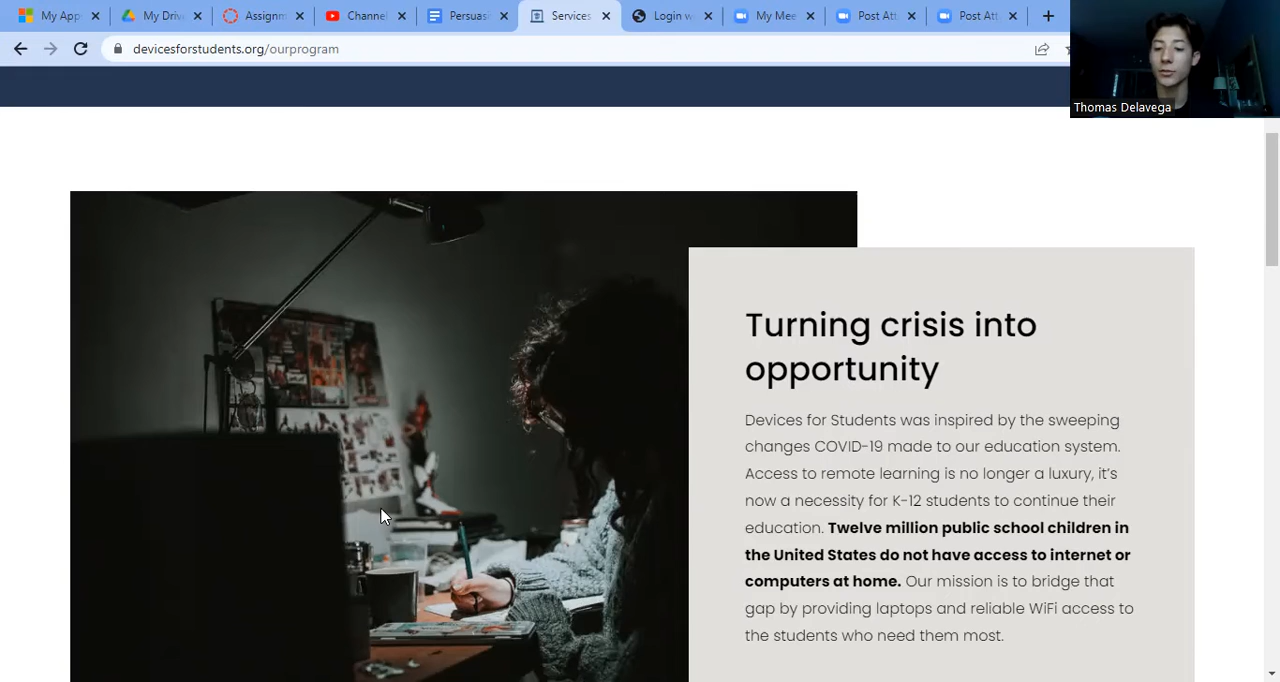 My App
My Driv
Assignm
Channel
Persuas
Services
Login w
My Mee
Post Att
Post Att
devicesforstudents.org/ourprogram
Thomas Delavega
Turning crisis into
opportunity
Devices for Students was inspired by the sweeping
changes COVID-19 made to our education system.
Access to remote learning is no longer a luxury, it's
now a necessity for K-12 students to continue their
education. Twelve million public school children in
the United States do not have access to internet or
computers at home. Our mission is to bridge that
gap by providing laptops and reliable WiFi access to
the students who need them most.